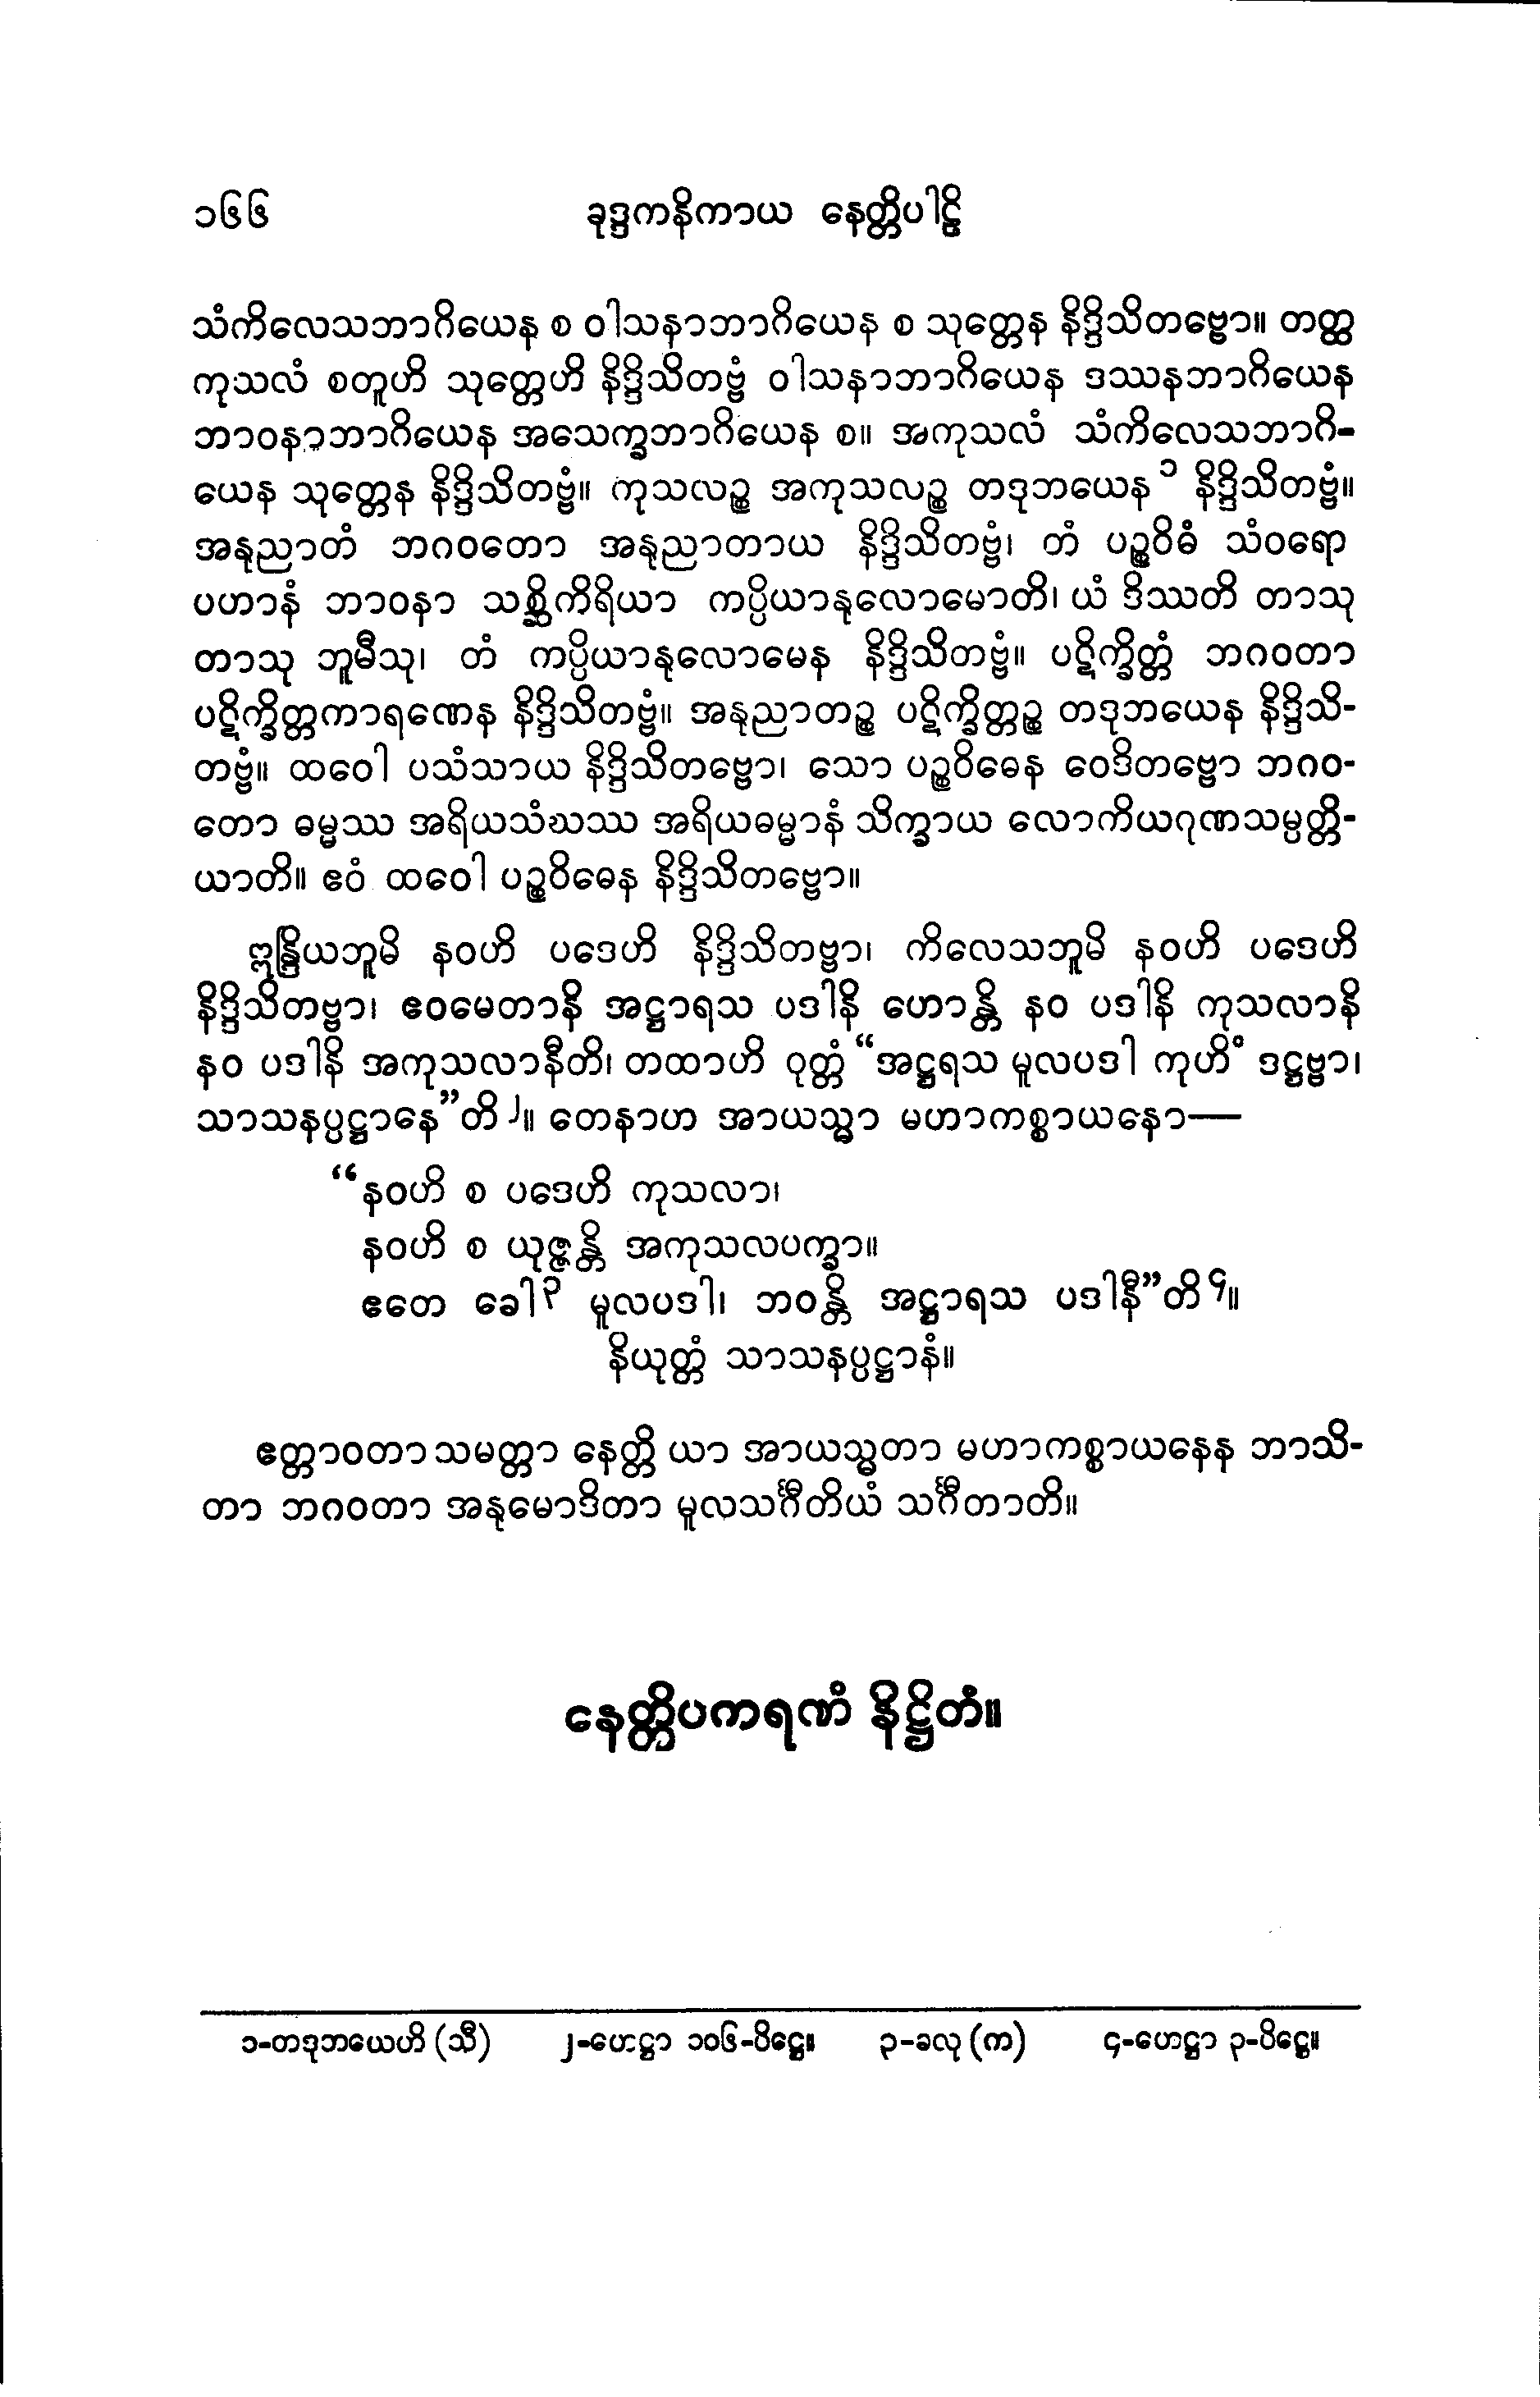 ၁၆၆ ခုဒ္ဒကနိကာယ နေတ္တိပါဠိ
သံကိလေသဘာဂိယေန စ ဝါသနာဘာဂိယေန စ သုတ္တေန နိဒ္ဒိသိတဗ္ဗော။ တတ္ထ
ကုသလံ စတူဟိ သုတ္တေဟိ နိဒ္ဒိသိတဗ္ဗံ ဝါသနာဘာဂိယေန ဒဿနဘာဂိယေန
ဘာဝနာဘာဂိယေန အသေက္ခဘာဂိယေန စ။ အကုသလံ သံကိလေသဘာဂိ-
ယေန သုတ္တေန နိဒ္ဒိသိတဗ္ဗံ။ ကုသလဉ္စ အကုသလဉ္စ တဒုဘယေန ၁ နိဒ္ဒိသိတဗ္ဗံ။
အနုညာတံ ဘဂဝတော အနုညာတာယ နိဒ္ဒိသိတဗ္ဗံ၊ တံ ပဉ္စဝိဓံ သံဝရော
ပဟာနံ ဘာဝနာ သစ္ဆိကိရိယာ ကပ္ပိယာနုလောမောတိ၊ ယံ ဒိဿတိ တာသု
တာသု ဘူမီသု၊ တံ ကပ္ပိယာနုလောမေန နိဒ္ဒိသိတဗ္ဗံ။ ပဋိက္ခိတ္တံ ဘဂဝတာ
ပဋိက္ခိတ္တကာရဏေန နိဒ္ဒိသိတဗ္ဗံ။ အနုညာတဉ္စ ပဋိက္ခိတ္တဉ္စ တဒုဘယေန နိဒ္ဒိသိ-
တဗ္ဗံ။ ထဝေါ ပသံသာယ နိဒ္ဒိသိတဗ္ဗော၊ သော ပဉ္စဝိဓေန ဝေဒိတဗ္ဗော ဘဂဝ-
တော ဓမ္မဿ အရိယသံဃဿ အရိယဓမ္မာနံ သိက္ခာယ လောကိယဂုဏသမ္ပတ္တိ-
ယာတိ။ ဧဝံ ထဝေါ ပဉ္စဝိဓေန နိဒ္ဒိသိတဗ္ဗော။
ဣန္ဒြိယဘူမိ နဝဟိ ပဒေဟိ နိဒ္ဒိသိတဗ္ဗာ၊ ကိလေသဘူမိ နဝဟိ ပဒေဟိ
နိဒ္ဒိသိတဗ္ဗာ၊ ဧဝမေတာနိ အဋ္ဌာရသ ပဒါနိ ဟောန္တိ နဝ ပဒါနိ ကုသလာနိ
နဝ ပဒါနိ အကုသလာနီတိ၊ တထာဟိ ဝုတ္တံ “အဋ္ဌရသ မူလပဒါ ကုဟိံ ဒဋ္ဌဗ္ဗာ၊
သာသနပ္ပဋ္ဌာနေ”တိ ၂။ တေနာဟ အာယသ္မာ မဟာကစ္စာယနော—
“နဝဟိ စ ပဒေဟိ ကုသလာ၊
နဝဟိ စ ယုဇ္ဇန္တိ အကုသလပက္ခာ။
ဧတေ ခေါ ၃ မူလပဒါ၊ ဘဝန္တိ အဋ္ဌာရသ ပဒါနီ”တိ ၄။
နိယုတ္တံ သာသနပ္ပဋ္ဌာနံ။
ဧတ္တာဝတာ သမတ္တာ နေတ္တိ ယာ အာယသ္မတာ မဟာကစ္စာယနေန ဘာသိ-
တာ ဘဂဝတာ အနုမောဒိတာ မူလသင်္ဂီတိယံ သင်္ဂီတာတိ။
နေတ္တိပကရဏံ နိဋ္ဌိတံ။
၁-တဒုဘယေဟိ (သီ) ၂-ဟေဋ္ဌာ ၁၀၆-ပိဋ္ဌေ။ ၃-ခလု (က) ၄-ဟေဋ္ဌာ ၃-ပိဋ္ဌေ။